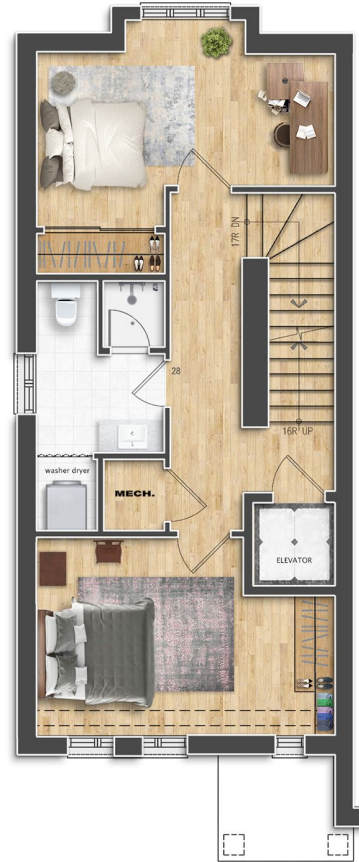 17R DN
28
16R UP
washer dryer
MECH.
ELEVATOR